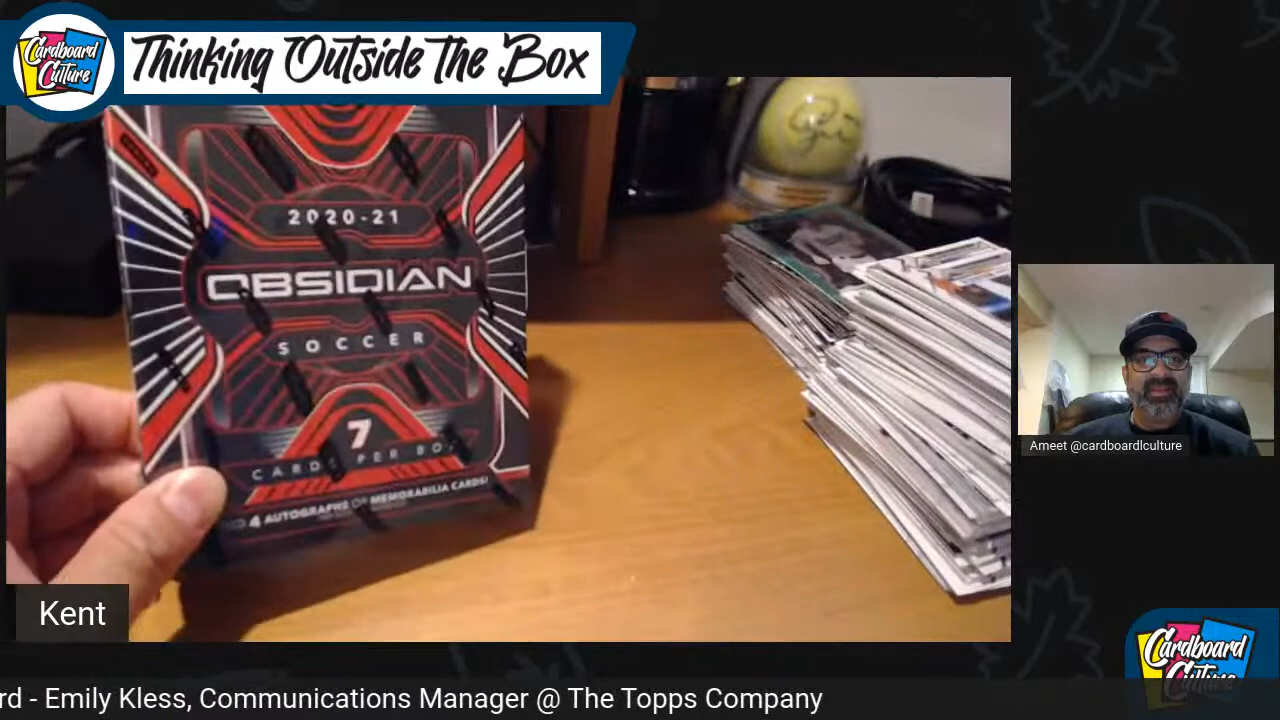 Cardboard
Culture
Thinking Outside The Box
2020-21
OBSIDIAN
SOCCER
7
CARDS PER BOX
4 AUTOGRAPHS OR MEMORABILIA CARDS!
Ameet @cardboardlculture
Kent
Cardboard
Culture
rd - Emily Kless, Communications Manager @ The Topps Company